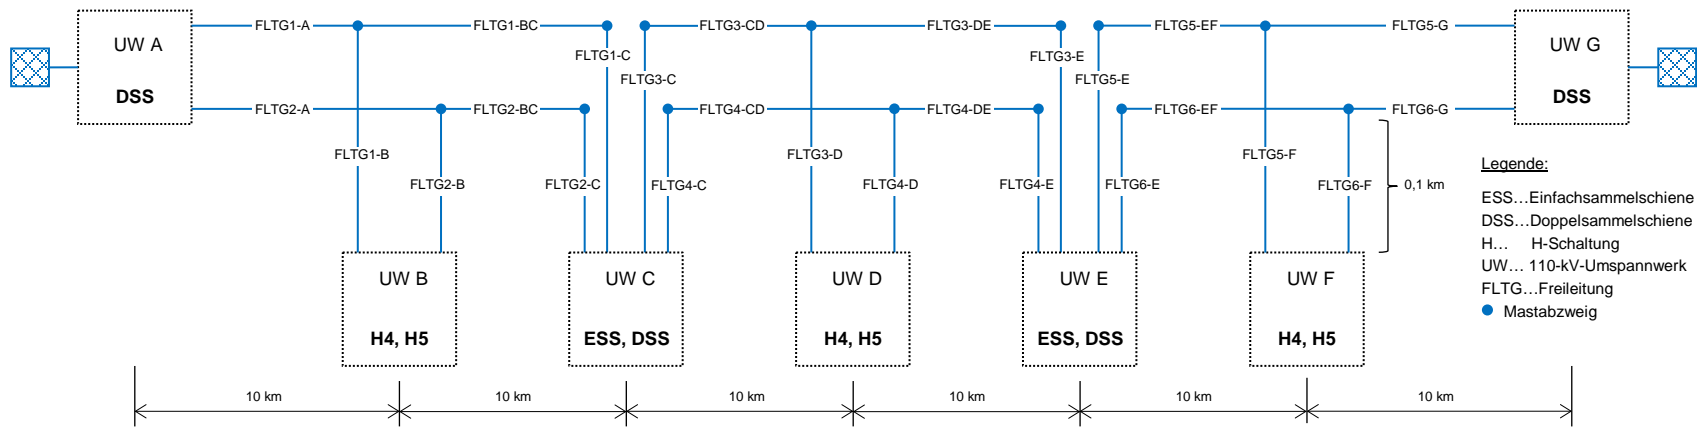 FLTG1-A
FLTG1-BC
FLTG3-CD
FLTG3-DE
FLTG5-EF
FLTG5-G
UW A
DSS
UW G
DSS
FLTG1-C
FLTG3-C
FLTG3-E
FLTG5-E
FLTG2-A
FLTG2-BC
FLTG4-CD
FLTG4-DE
FLTG6-EF
FLTG6-G
FLTG1-B
FLTG3-D
FLTG5-F
FLTG2-B
FLTG2-C
FLTG4-C
FLTG4-D
FLTG4-E
FLTG6-E
FLTG6-F
0,1 km
UW B
H4, H5
UW C
ESS, DSS
UW D
H4, H5
UW E
ESS, DSS
UW F
H4, H5
Legende:
ESS…Einfachsammelschiene
DSS…Doppelsammelschiene
H… H-Schaltung
UW… 110-kV-Umspannwerk
FLTG…Freileitung
Mastabzweig
10 km
10 km
10 km
10 km
10 km
10 km